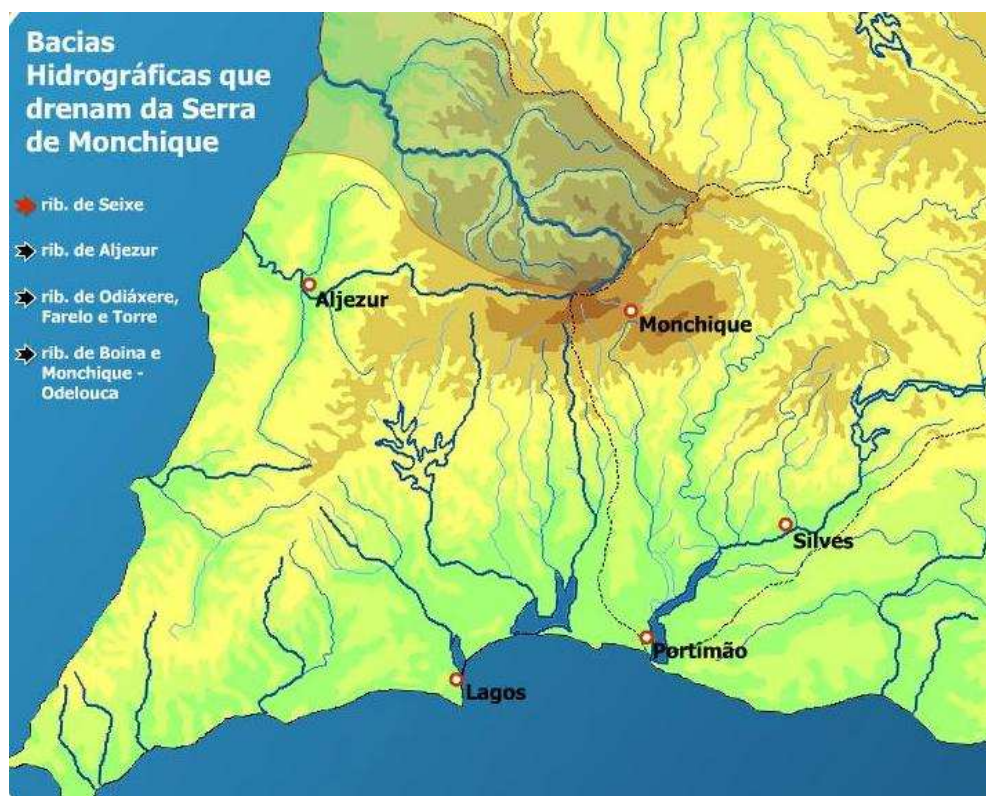 Bacias
Hidrográficas que
drenam da Serra
de Monchique
rib. de Seixe
rib. de Aljezur
rib. de Odiáxere,
Farelo e Torre
rib. de Boina e
Monchique -
Odelouca
Aljezur
Monchique
Silves
Portimão
Lagos